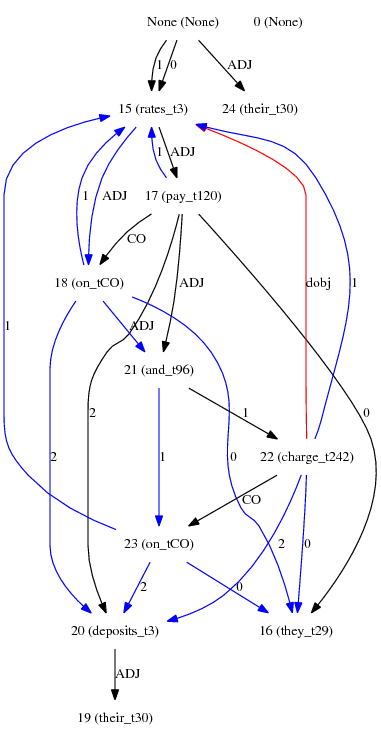 None (None) 0 (None)
1 0 ADJ
15 (rates_t3) 24 (their_t30)
1 ADJ
1 ADJ 17 (pay_t120)
CO
18 (on_tCO) ADJ dobj 1
ADJ
1 21 (and_t96)
2 1 0
2 1 0 22 (charge_t242)
CO
23 (on_tCO) 2 0
2 0
20 (deposits_t3) 16 (they_t29)
ADJ
19 (their_t30)